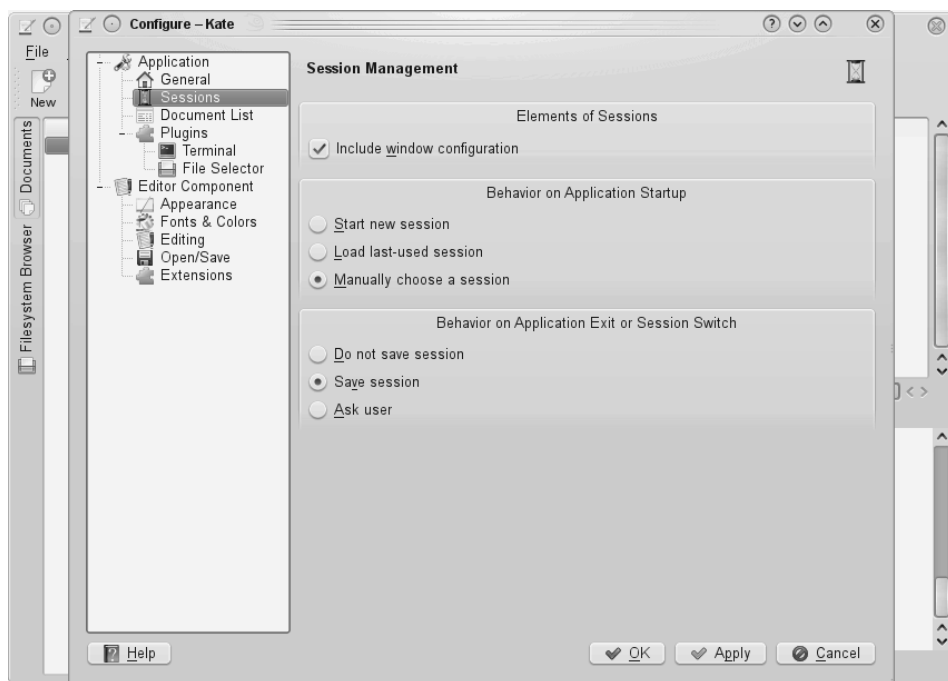 Configure – Kate
File
New
Documents
Filesystem Browser
Application
General
Sessions
Document List
Plugins
Terminal
File Selector
Editor Component
Appearance
Fonts & Colors
Editing
Open/Save
Extensions
Session Management
Elements of Sessions
Include window configuration
Behavior on Application Startup
Start new session
Load last-used session
Manually choose a session
Behavior on Application Exit or Session Switch
Do not save session
Save session
Ask user
Help
OK
Apply
Cancel